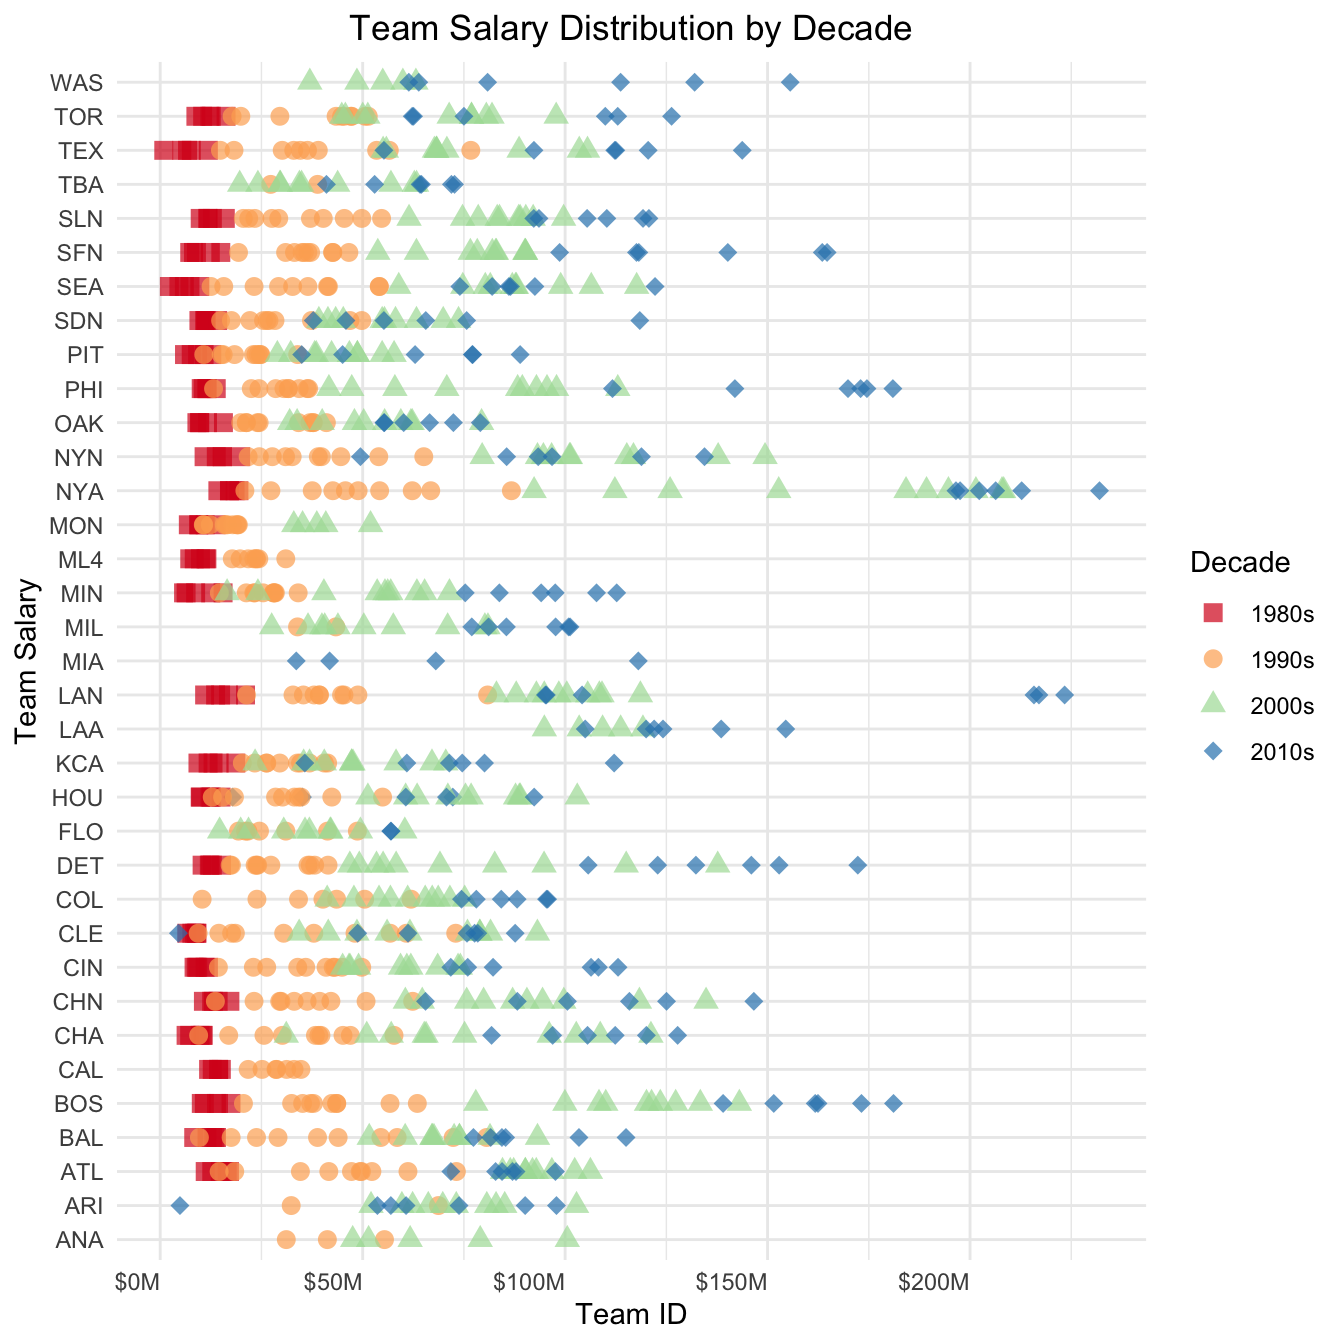 Team Salary Distribution by Decade
WAS
TOR
TEX
TBA
SLN
SFN
SEA
SDN
PIT
PHI
OAK
NYN
NYA
MON
ML4
MIN
MIL
MIA
LAN
LAA
KCA
HOU
FLO
DET
COL
CLE
CIN
CHN
CHA
CAL
BOS
BAL
ATL
ARI
ANA
Team Salary
$0M $50M $100M $150M $200M
Team ID
Decade
1980s
1990s
2000s
2010s